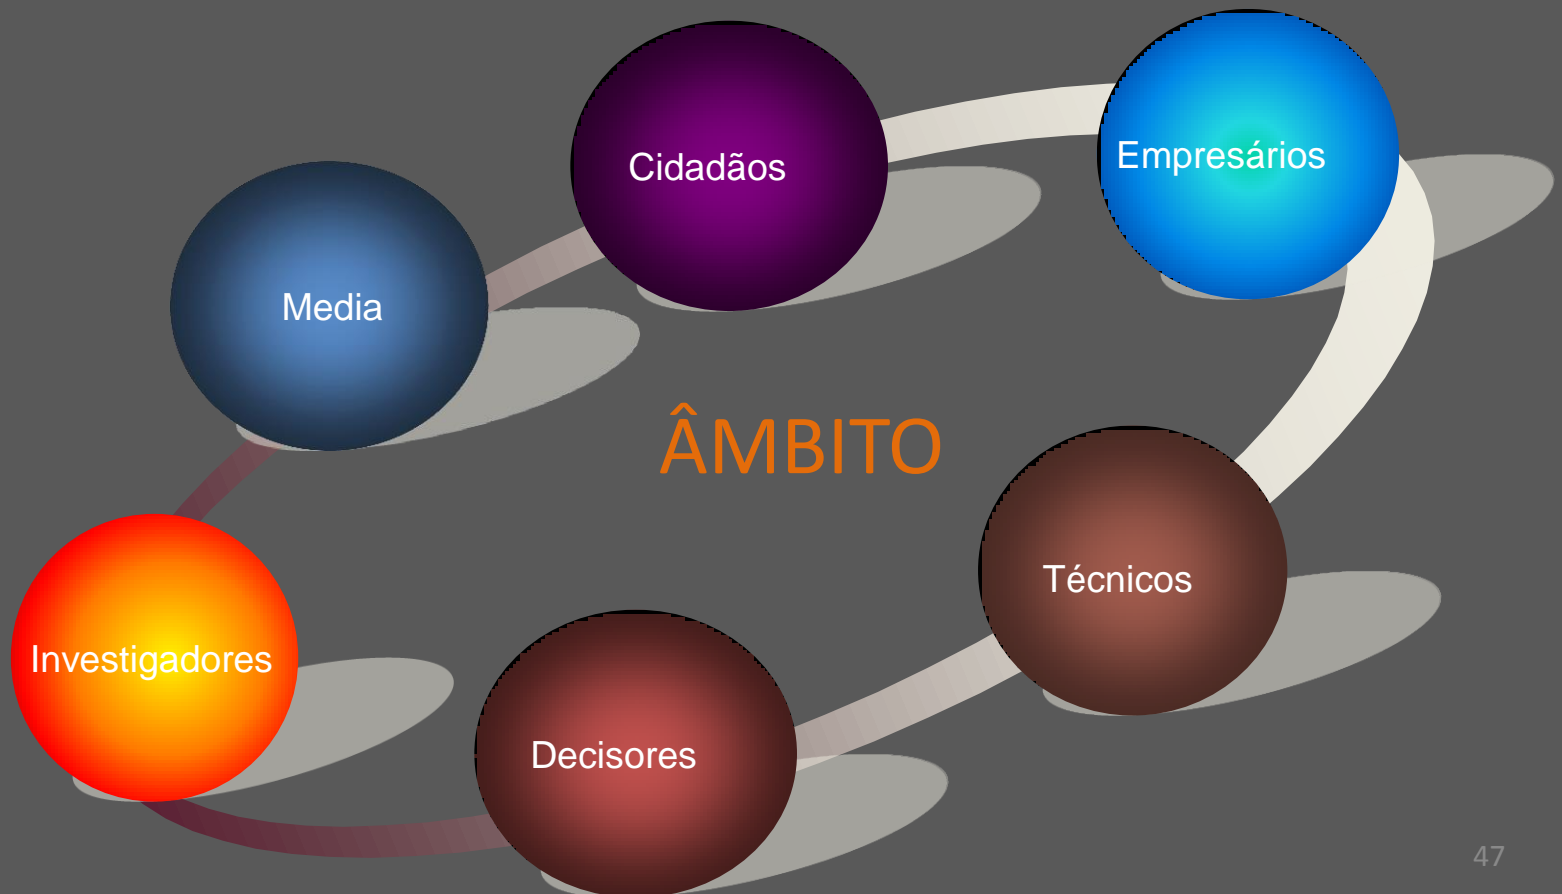 Cidadãos
Empresários
Media
ÂMBITO
Técnicos
Investigadores
Decisores
47